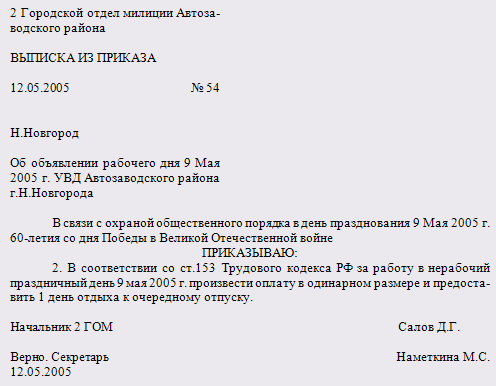 2 Городской отдел милиции Автоза-
водского района
ВЫПИСКА ИЗ ПРИКАЗА
12.05.2005 № 54
Н.Новгород
Об объявлении рабочего дня 9 Мая
2005 г. УВД Автозаводского района
г.Н.Новгорода
В связи с охраной общественного порядка в день празднования 9 Мая 2005 г.
60-летия со дня Победы в Великой Отечественной войне
ПРИКАЗЫВАЮ:
2. В соответствии со ст.153 Трудового кодекса РФ за работу в нерабочий
праздничный день 9 мая 2005 г. произвести оплату в одинарном размере и предоста-
вить 1 день отдыха к очередному отпуску.
Начальник 2 ГОМ Салов Д.Г.
Верно. Секретарь Наметкина М.С.
12.05.2005